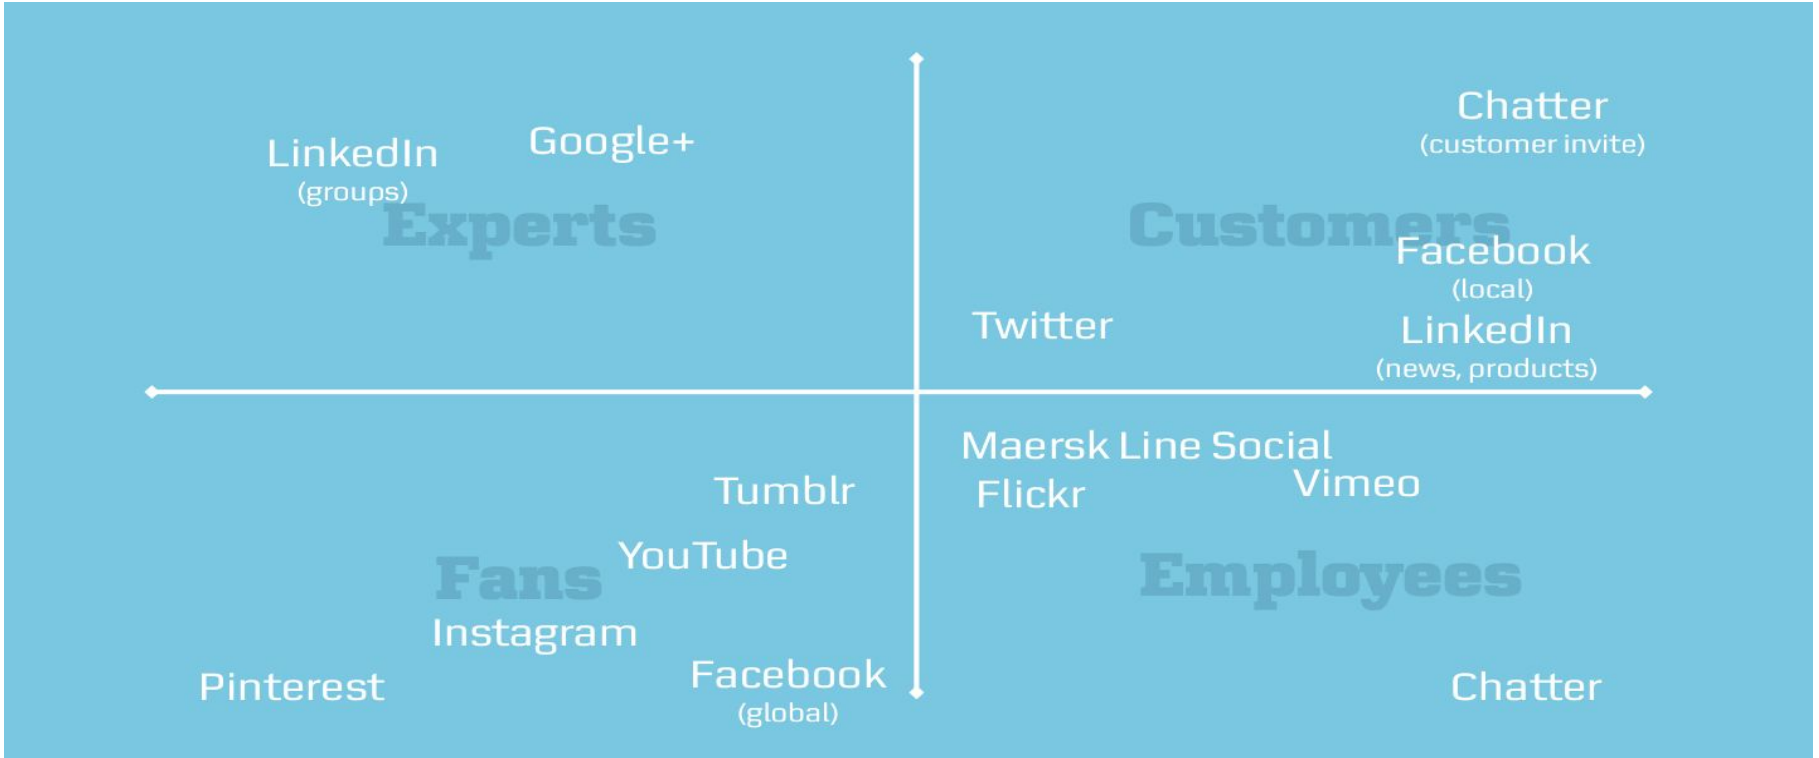 LinkedIn
(groups)
Google+
Experts
Chatter
(customer invite)
Customers
Facebook
(local)
Twitter
LinkedIn
(news, products)
Tumblr
YouTube
Fans
Instagram
Pinterest
Facebook
(global)
Maersk Line Social
Flickr
Vimeo
Employees
Chatter